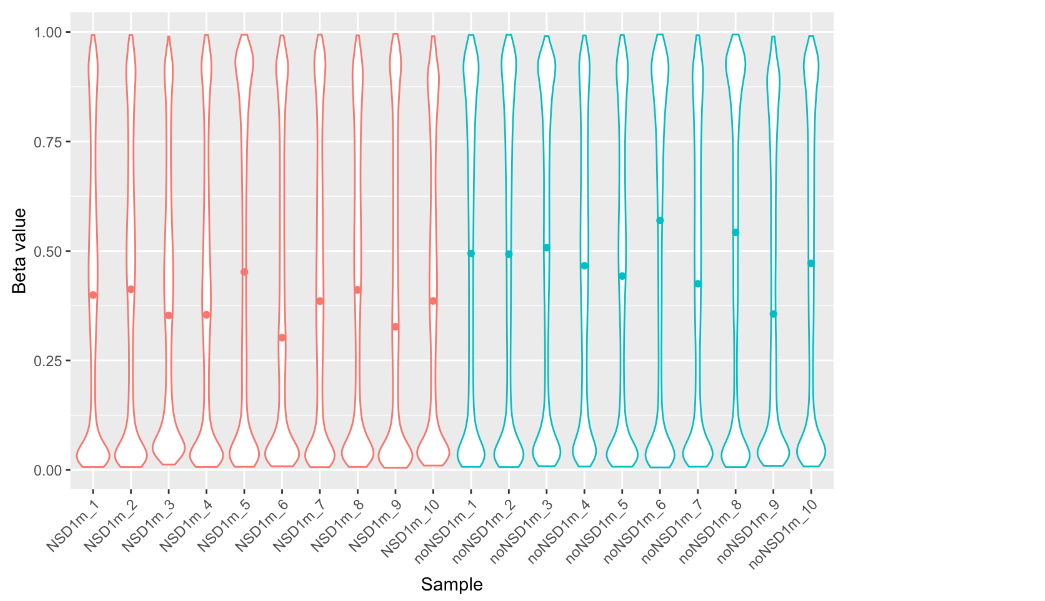 1.00
0.75
0.50
0.25
0.00
Beta value
NSD1m_1
NSD1m_2
NSD1m_3
NSD1m_4
NSD1m_5
NSD1m_6
NSD1m_7
NSD1m_8
NSD1m_9
NSD1m_10
noNSD1m_1
noNSD1m_2
noNSD1m_3
noNSD1m_4
noNSD1m_5
noNSD1m_6
noNSD1m_7
noNSD1m_8
noNSD1m_9
noNSD1m_10
Sample